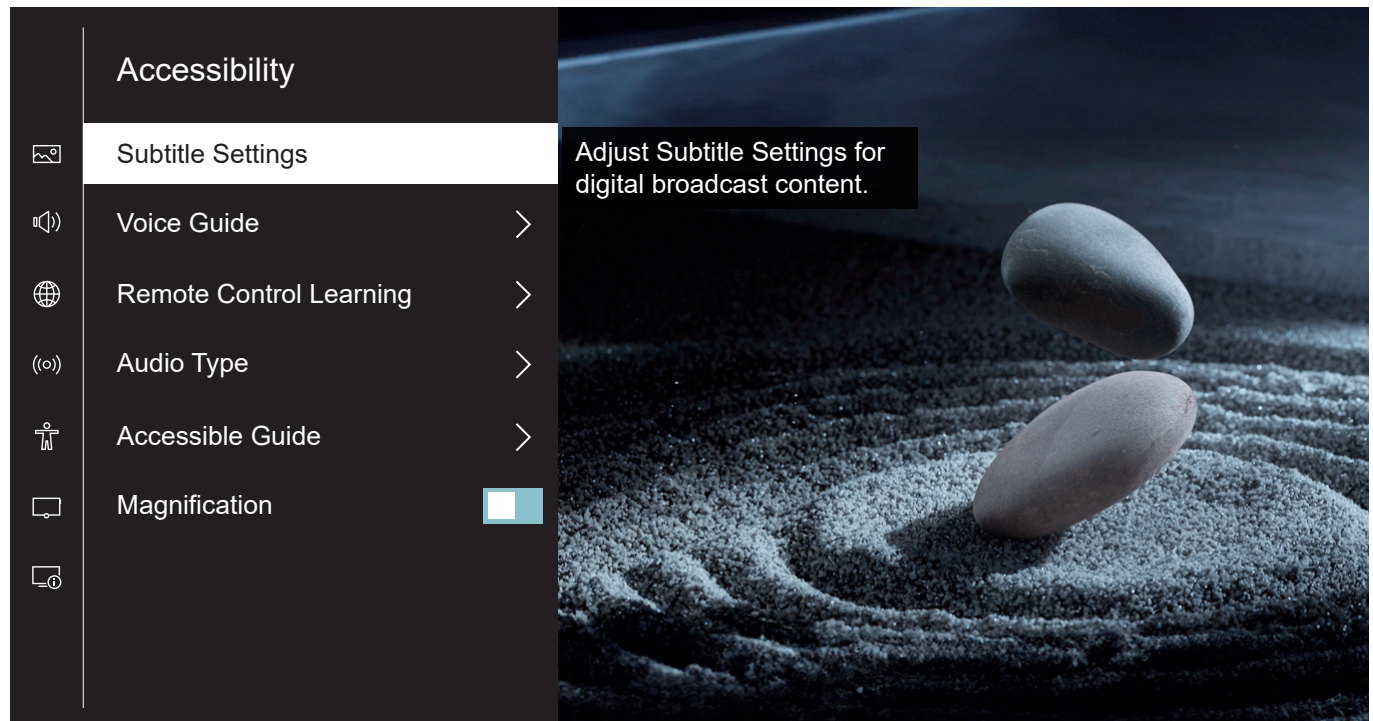 Accessibility
Subtitle Settings
Adjust Subtitle Settings for
digital broadcast content.
Voice Guide
Remote Control Learning
Audio Type
Accessible Guide
Magnification